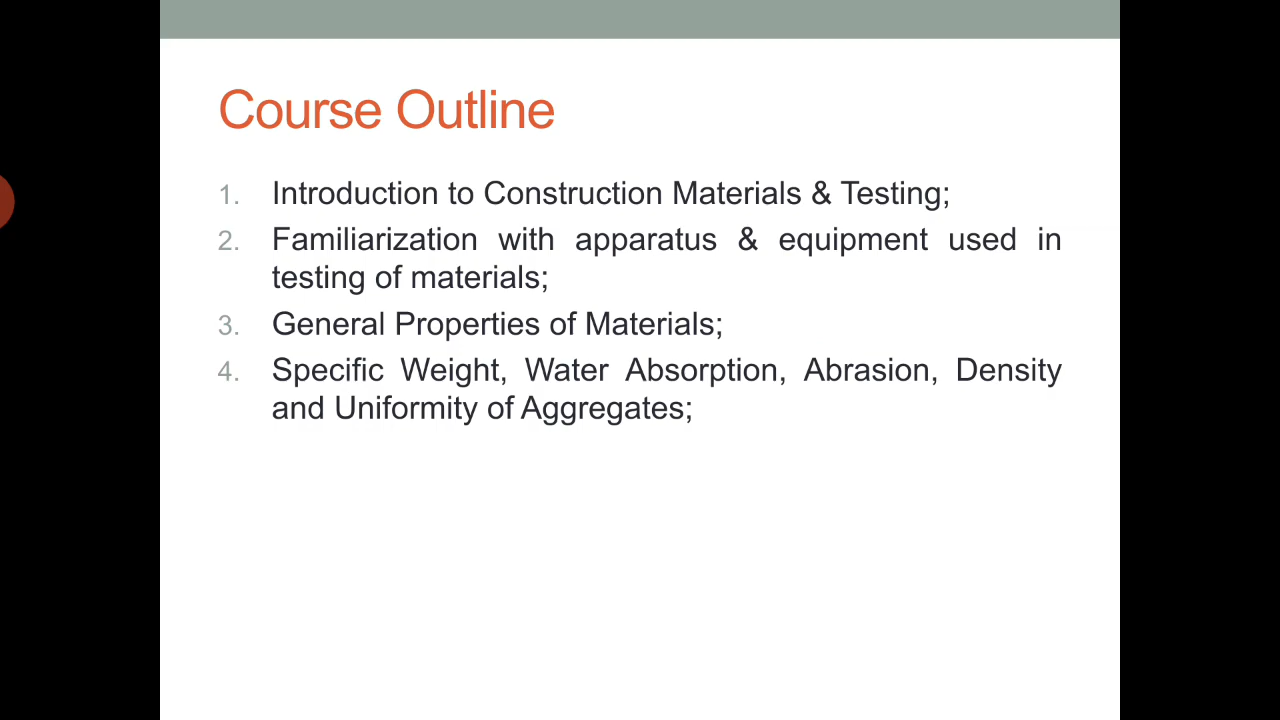 Course Outline
1. Introduction to Construction Materials & Testing;
2. Familiarization with apparatus & equipment used in
testing of materials;
3. General Properties of Materials;
4. Specific Weight, Water Absorption, Abrasion, Density
and Uniformity of Aggregates;